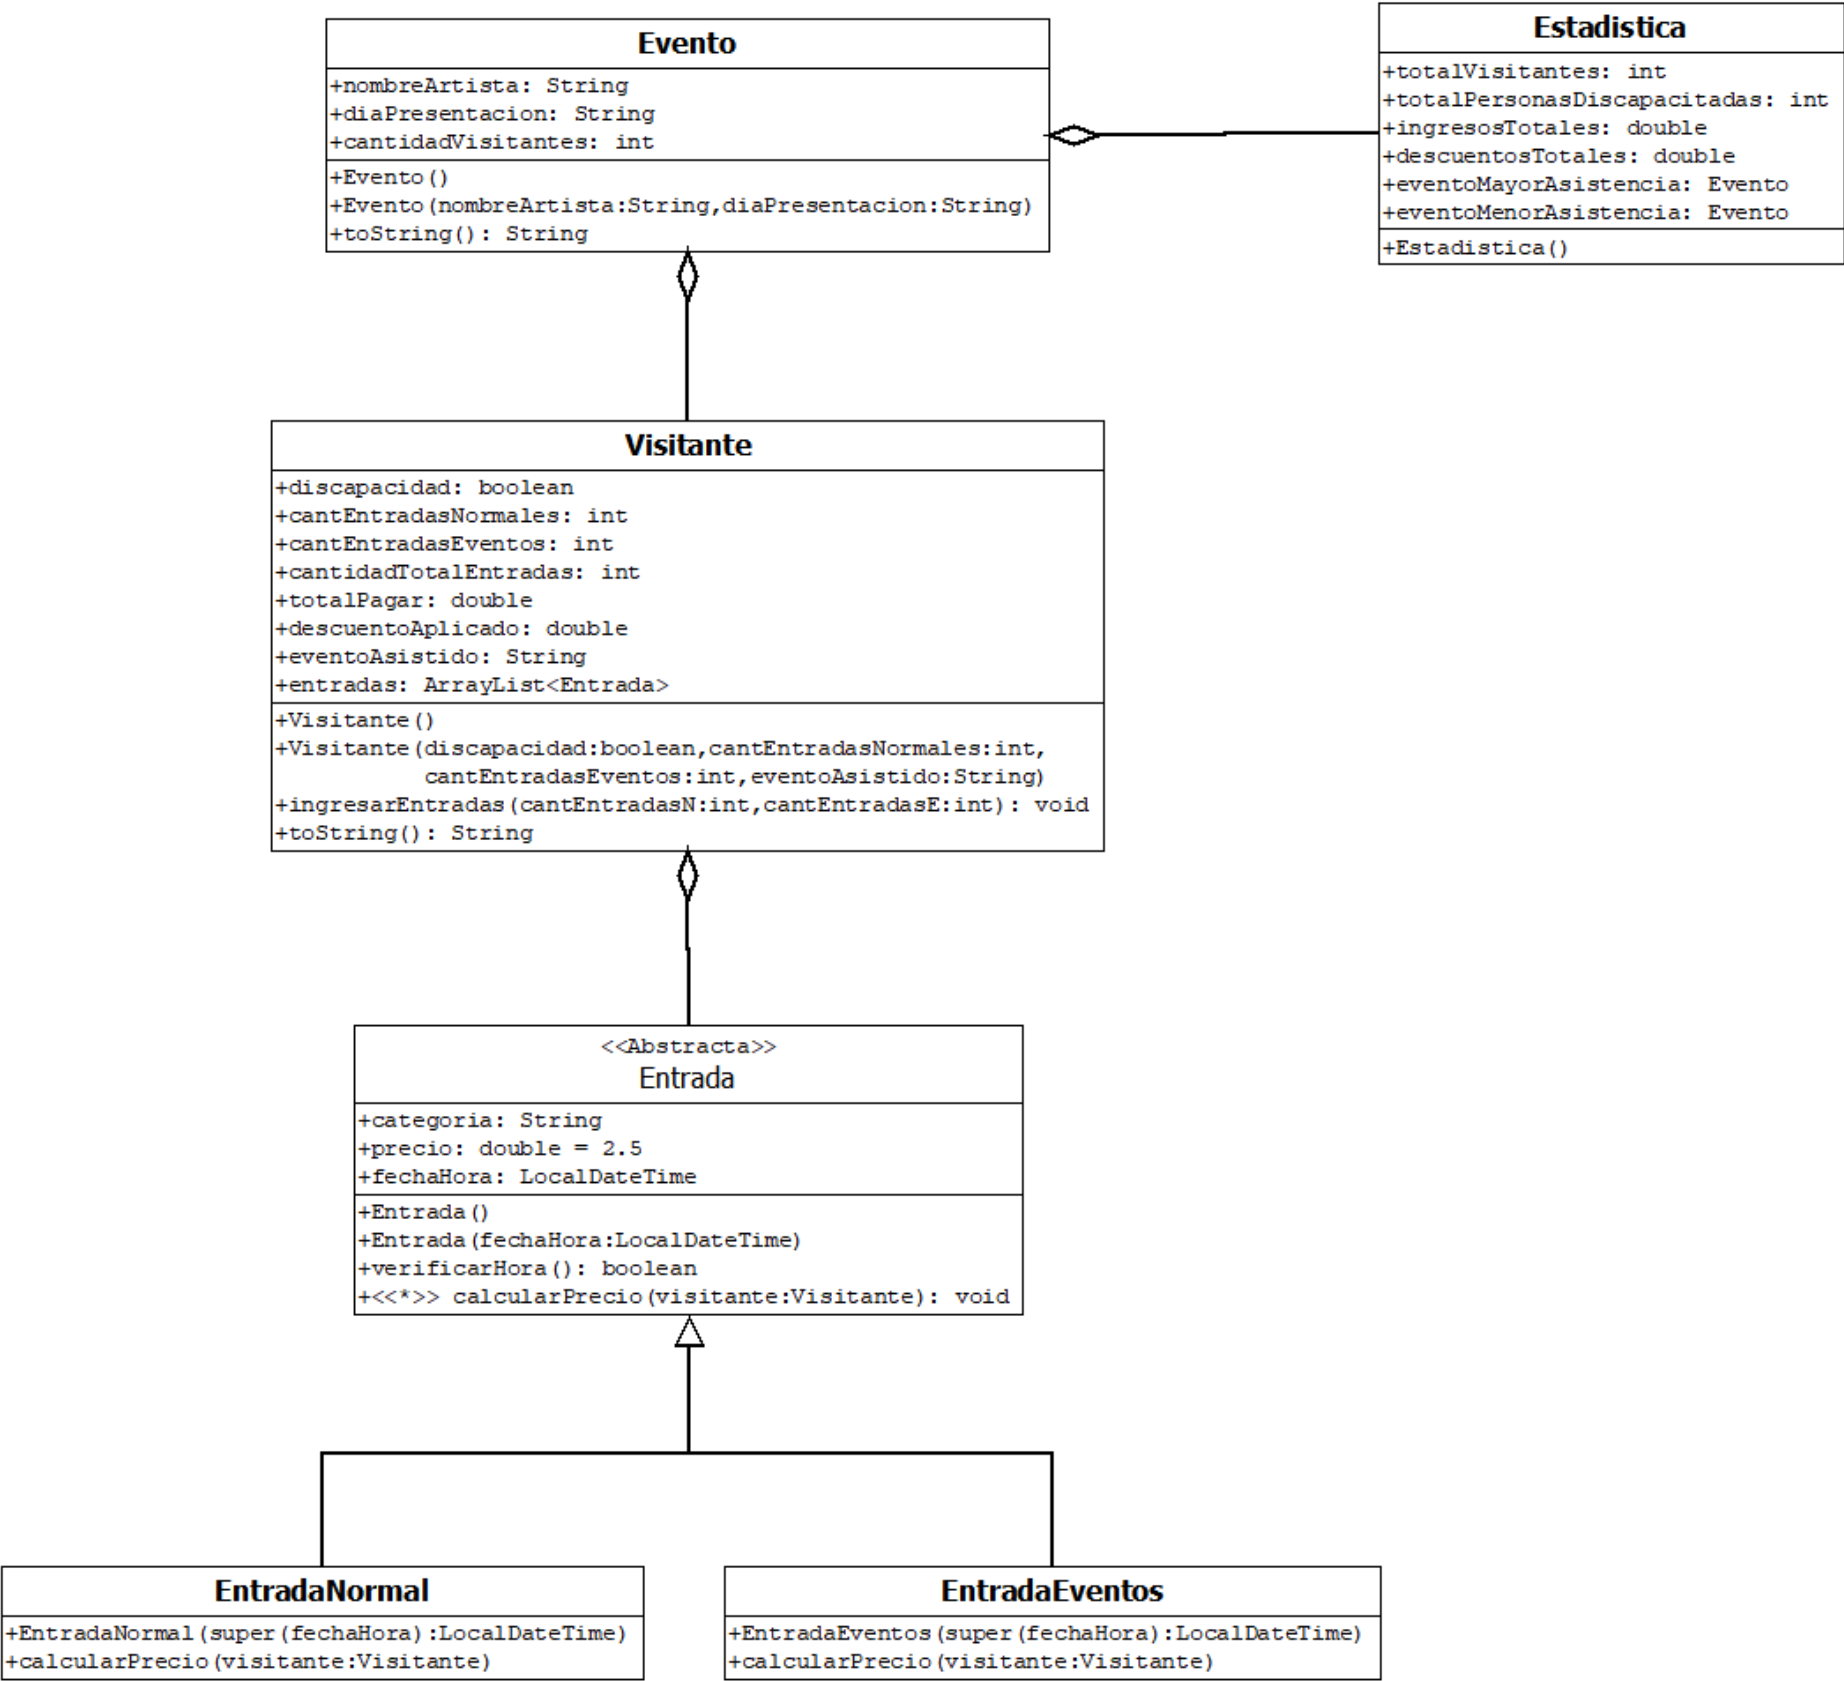 Evento
+nombreArtista: String
+diaPresentacion: String
+cantidadVisitantes: int
+Evento()
+Evento(nombreArtista:String,diaPresentacion:String)
+toString(): String
Estadistica
+totalVisitantes: int
+totalPersonasDiscapacitadas: int
+ingresosTotales: double
+descuentosTotales: double
+eventoMayorAsistencia: Evento
+eventoMenorAsistencia: Evento
+Estadistica()
Visitante
+discapacidad: boolean
+cantEntradasNormales: int
+cantEntradasEventos: int
+cantidadTotalEntradas: int
+totalPagar: double
+descuentoAplicado: double
+eventoAsistido: String
+entradas: ArrayList<Entrada>
+Visitante()
+Visitante(discapacidad:boolean,cantEntradasNormales:int,
cantEntradasEventos:int,eventoAsistido:String)
+ingresarEntradas(cantEntradasN:int,cantEntradasE:int): void
+toString(): String
<<Abstracta>>
Entrada
+categoria: String
+precio: double = 2.5
+fechaHora: LocalDateTime
+Entrada()
+Entrada(fechaHora:LocalDateTime)
+verificarHora(): boolean
+<<*>> calcularPrecio(visitante:Visitante): void
EntradaNormal
+EntradaNormal(super(fechaHora):LocalDateTime)
+calcularPrecio(visitante:Visitante)
EntradaEventos
+EntradaEventos(super(fechaHora):LocalDateTime)
+calcularPrecio(visitante:Visitante)